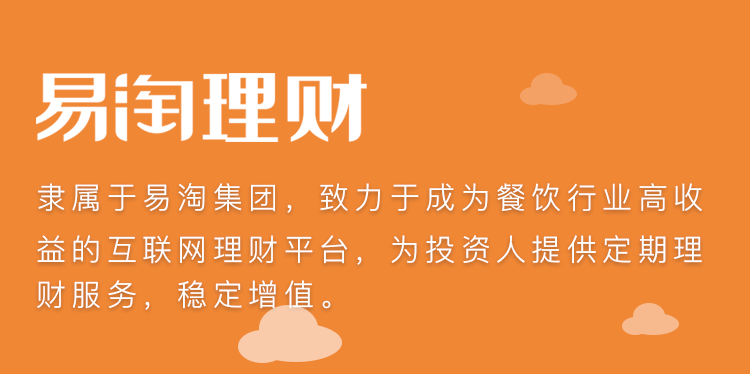 易淘理财
隶属于易淘集团，致力于成为餐饮行业高收
益的互联网理财平台，为投资人提供定期理
财服务，稳定增值。